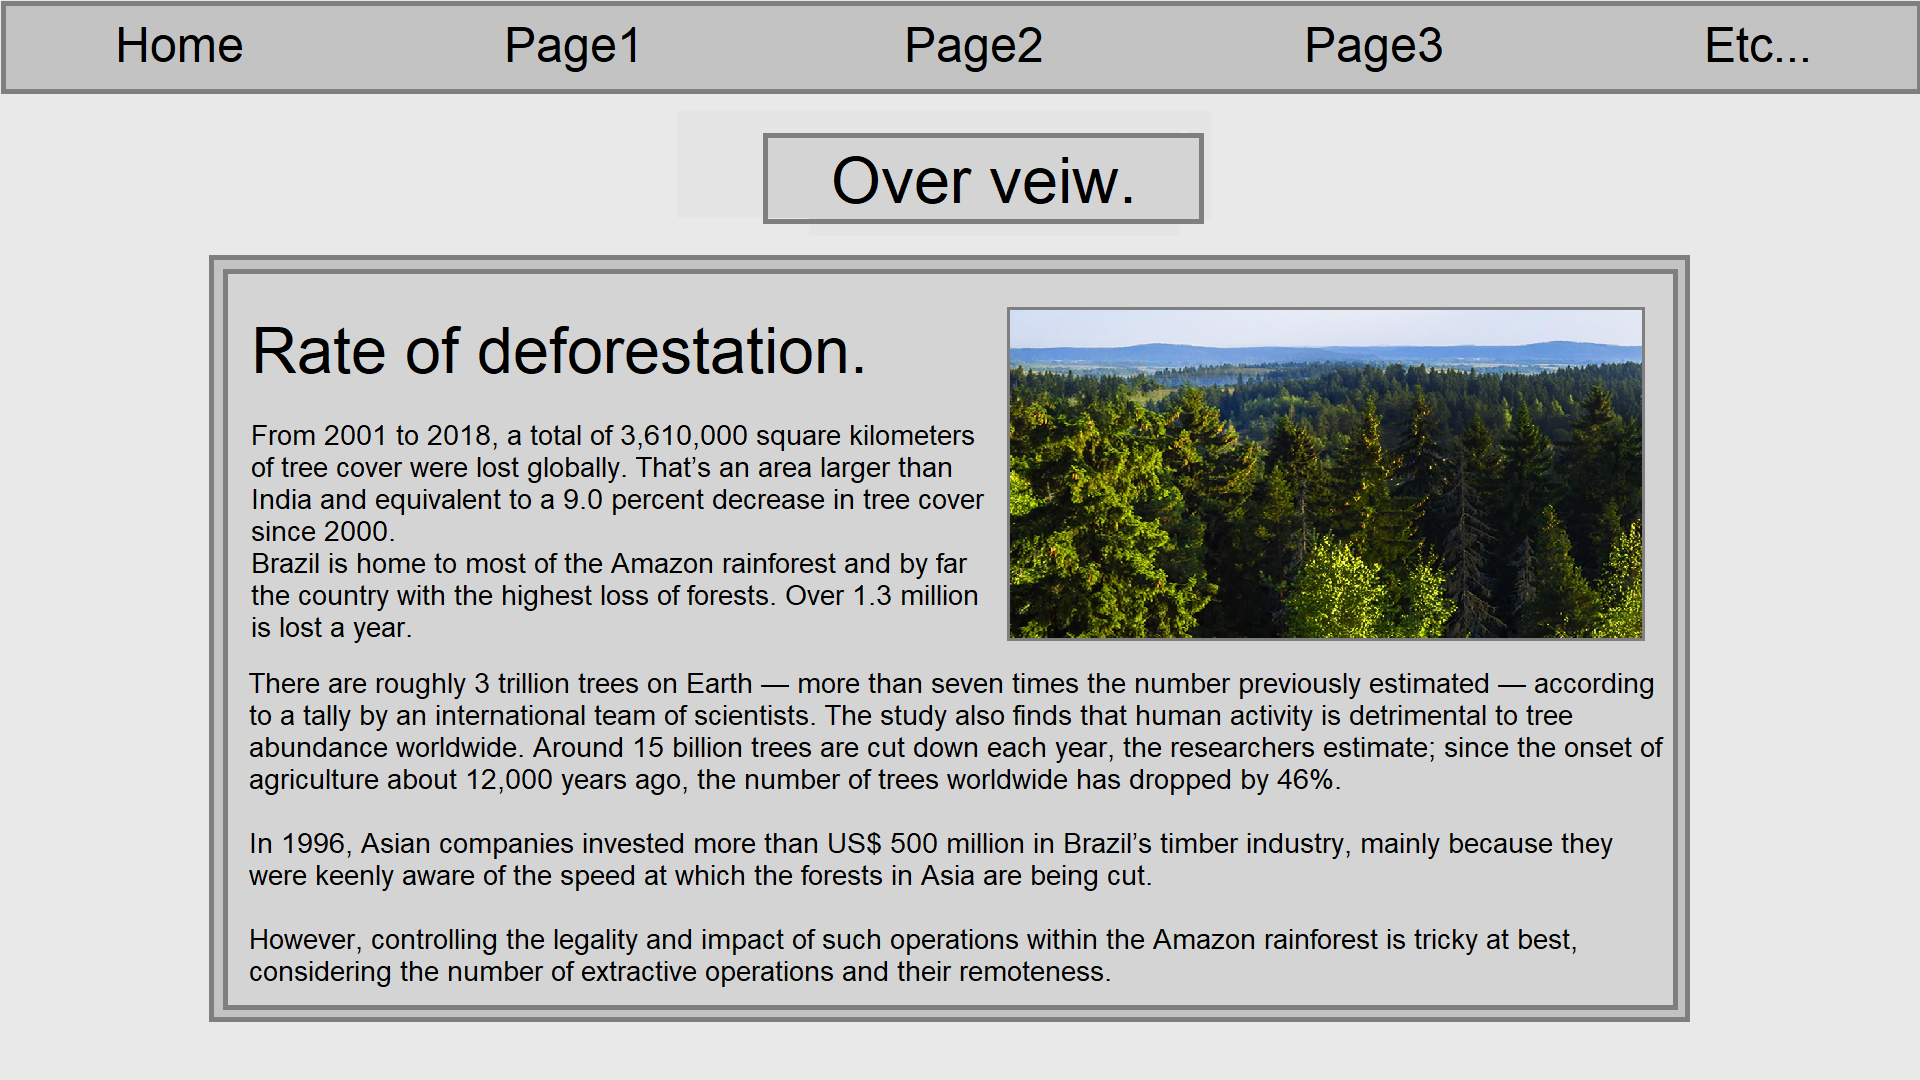 Home Page1 Page2 Page3 Etc...
Over veiw.
Rate of deforestation.
From 2001 to 2018, a total of 3,610,000 square kilometers
of tree cover were lost globally. That’s an area larger than
India and equivalent to a 9.0 percent decrease in tree cover
since 2000.
Brazil is home to most of the Amazon rainforest and by far
the country with the highest loss of forests. Over 1.3 million
is lost a year.
There are roughly 3 trillion trees on Earth — more than seven times the number previously estimated — according
to a tally by an international team of scientists. The study also finds that human activity is detrimental to tree
abundance worldwide. Around 15 billion trees are cut down each year, the researchers estimate; since the onset of
agriculture about 12,000 years ago, the number of trees worldwide has dropped by 46%.
In 1996, Asian companies invested more than US$ 500 million in Brazil’s timber industry, mainly because they
were keenly aware of the speed at which the forests in Asia are being cut.
However, controlling the legality and impact of such operations within the Amazon rainforest is tricky at best,
considering the number of extractive operations and their remoteness.